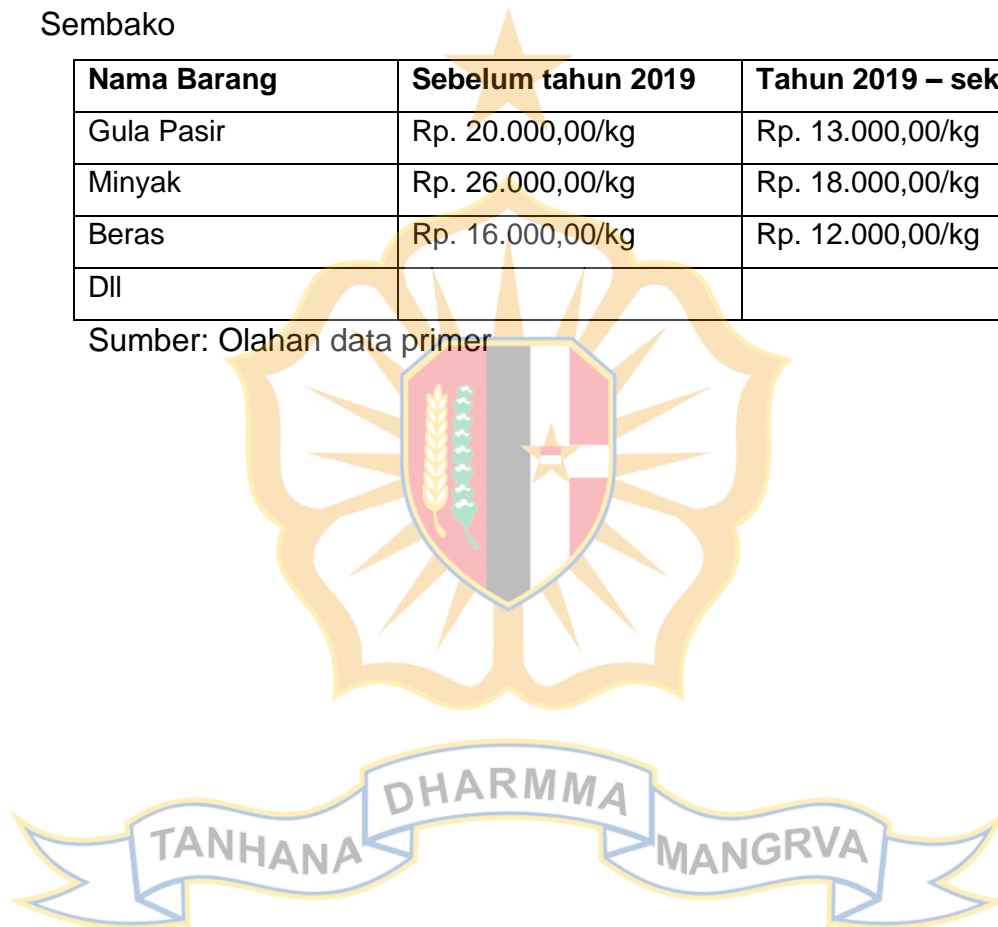 Sembako
Nama Barang Sebelum tahun 2019 Tahun 2019 – sek
Gula Pasir Rp. 20.000,00/kg Rp. 13.000,00/kg
Minyak Rp. 26.000,00/kg Rp. 18.000,00/kg
Beras Rp. 16.000,00/kg Rp. 12.000,00/kg
Dll
Sumber: Olahan data primer
TANHANA DHARMMA MANGRVA